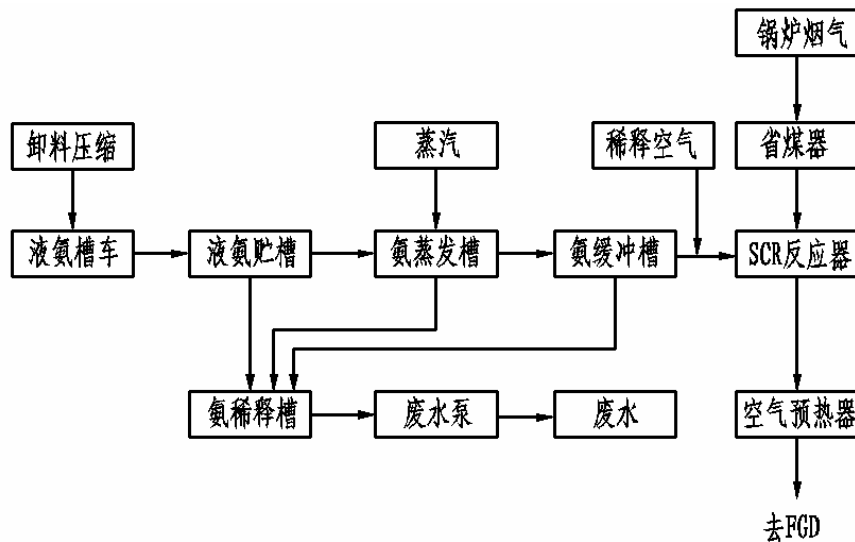 锅炉烟气
卸料压缩
蒸汽
稀释空气
省煤器
液氨槽车
液氨贮槽
氨蒸发槽
氨缓冲槽
SCR反应器
氨稀释槽
废水泵
废水
空气预热器
去FGD